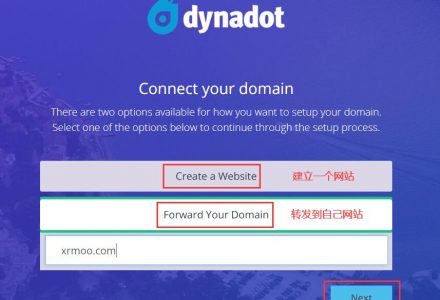 dynadot
Connect your domain
There are two options available for how you want to setup your domain.
Select one of the options below to continue through the setup process.
Create a Website 建立一个网站
Forward Your Domain 转发到自己网站
xrmoo.com
Next